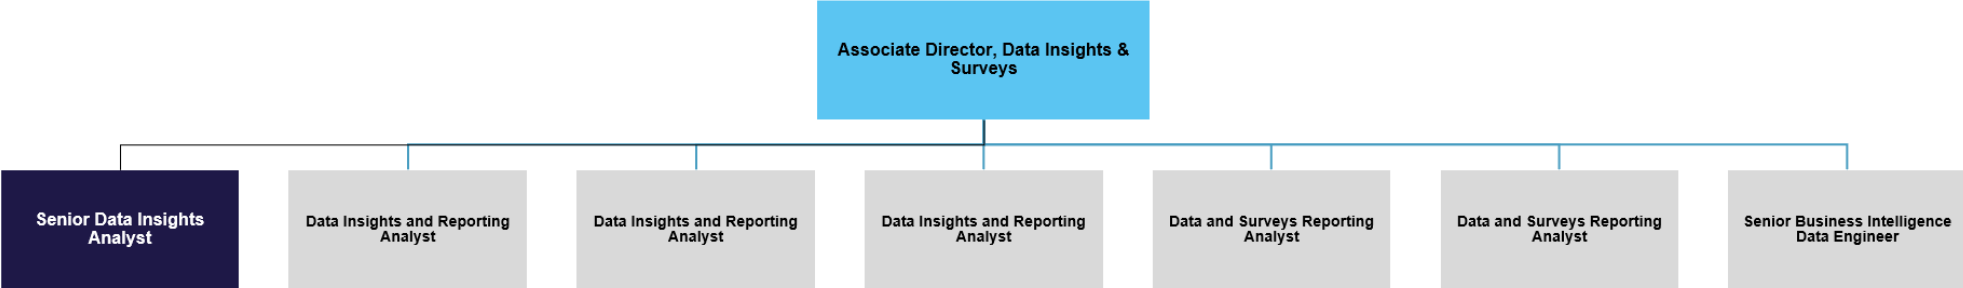 Associate Director, Data Insights &
Surveys
Senior Data Insights
Analyst
Data Insights and Reporting
Analyst
Data Insights and Reporting
Analyst
Data Insights and Reporting
Analyst
Data and Surveys Reporting
Analyst
Data and Surveys Reporting
Analyst
Senior Business Intelligence
Data Engineer